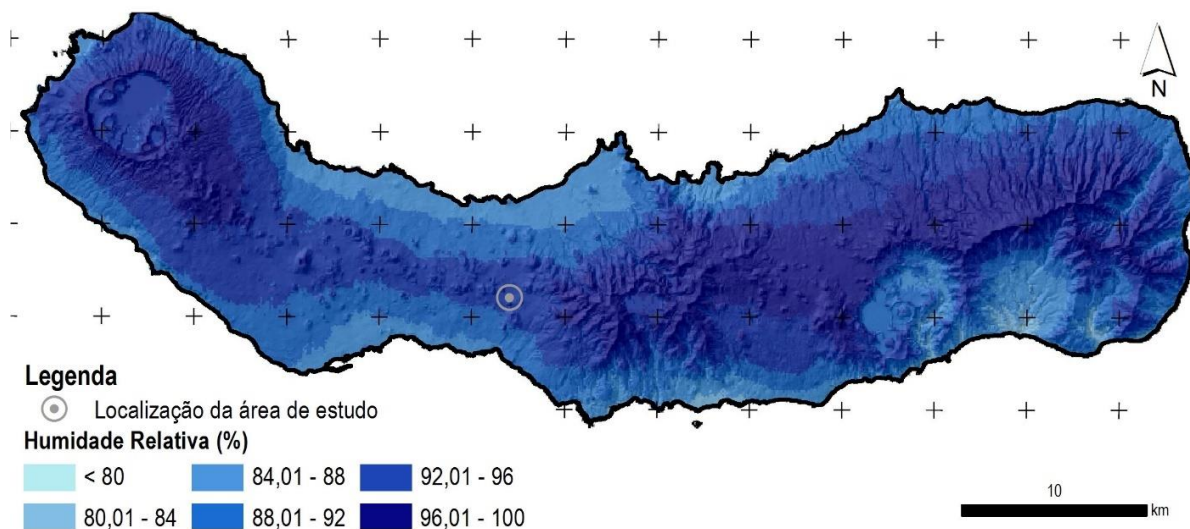 N
Legenda
Localização da área de estudo
Humidade Relativa (%)
< 80 84,01 - 88 92,01 - 96
80,01 - 84 88,01 - 92 96,01 - 100
10
km